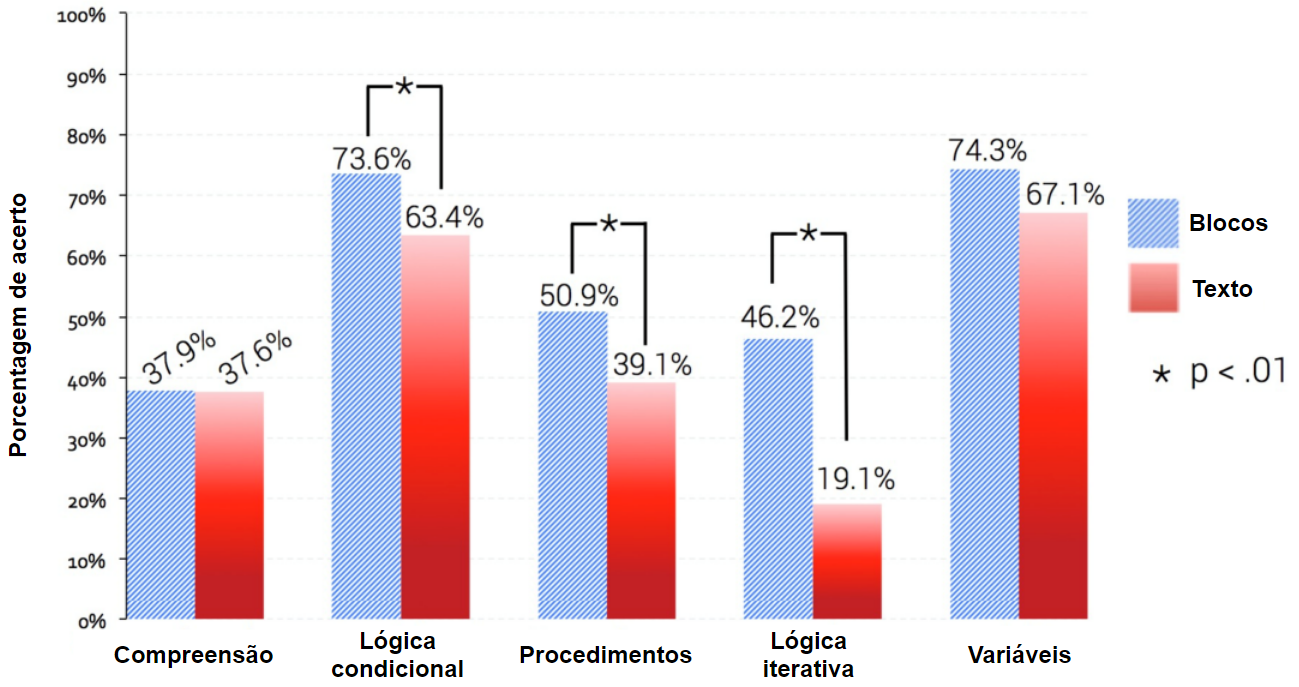 Porcentagem de acerto
100%
90%
80%
70%
60%
50%
40%
30%
20%
10%
0%
37.9%
37.6%
73.6%
63.4%
*
50.9%
39.1%
*
46.2%
19.1%
*
74.3%
67.1%
Compreensão
Lógica
condicional
Procedimentos
Lógica
iterativa
Variáveis
Blocos
Texto
* p < .01